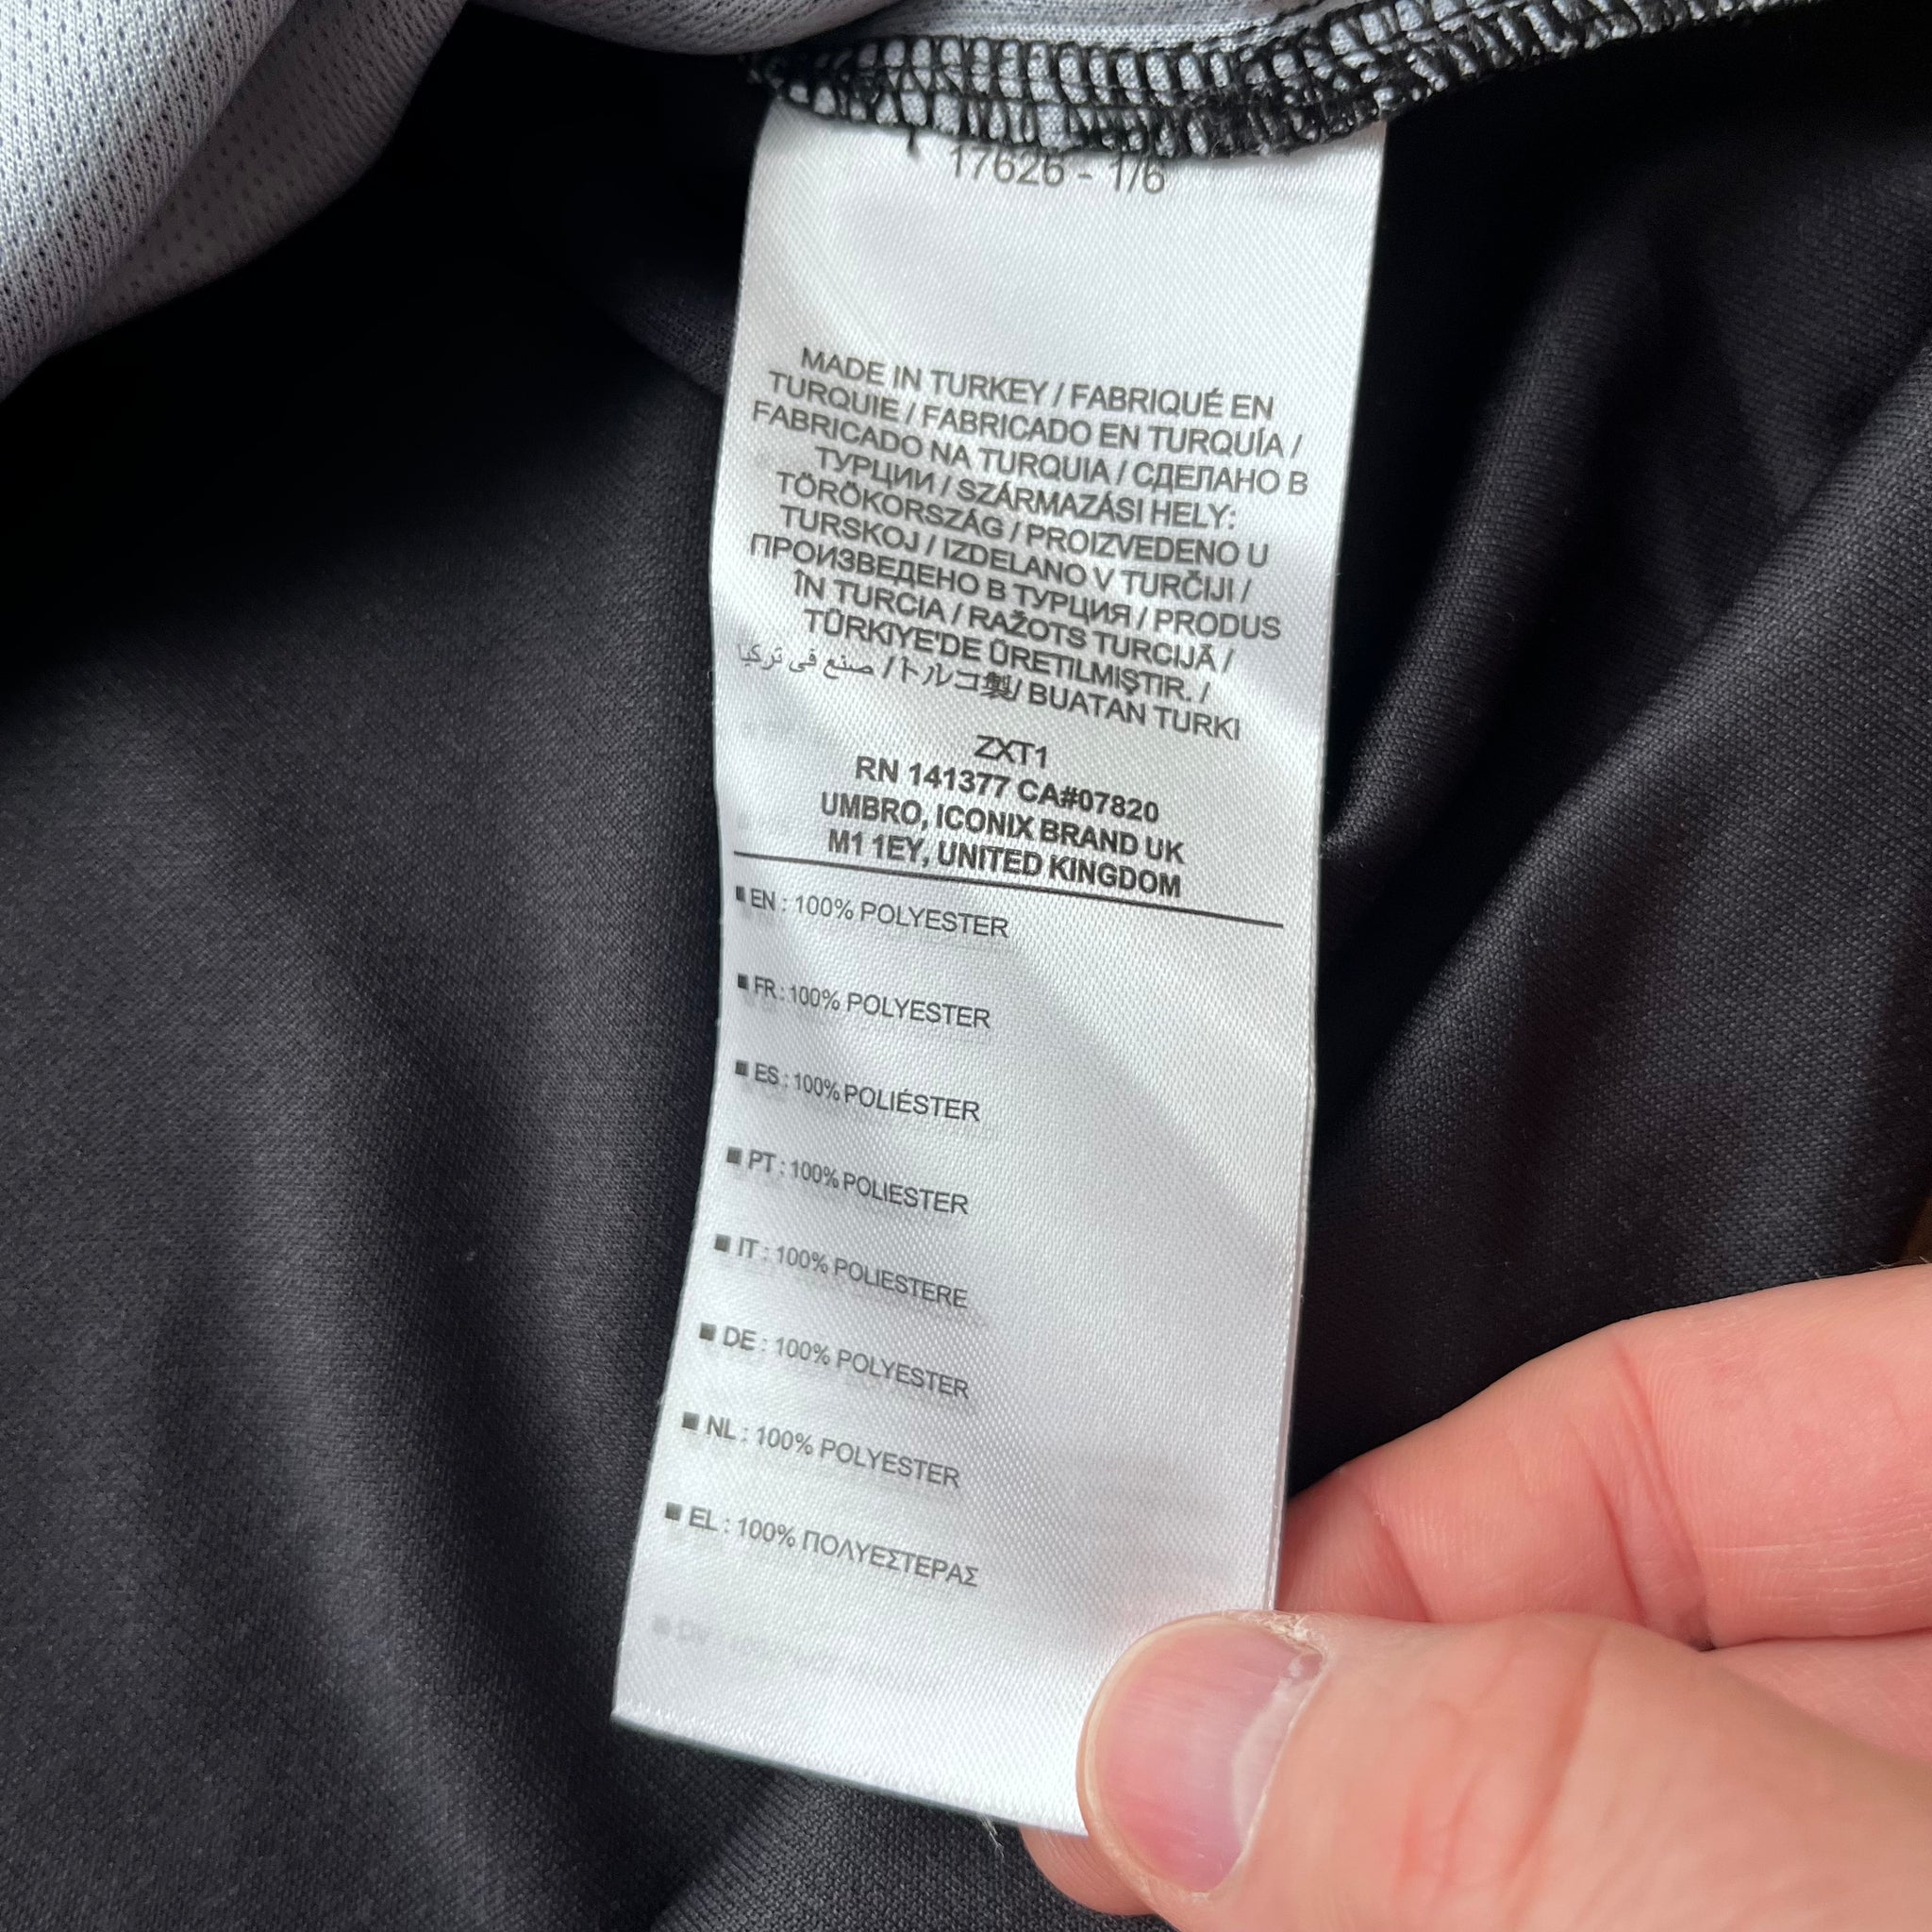 17626 - 1/6
MADE IN TURKEY / FABRIQUÉ EN
TURQUIE / FABRICADO EN TURQUÍA /
FABRICADO NA TURQUIA / СДЕЛАНО В
ТУРЦИИ / SZÁRMAZÁSI HELY:
TÖRÖKORSZÁG / PROIZVEDENO U
TURSKOJ / IZDELANO V TURČIJI /
ПРОИЗВЕДЕНО В ТУРЦИЯ / PRODUS
ÎN TURCIA / RAŽOTS TURCIJĀ /
TÜRKIYE'DE ÜRETILMIŞTIR. /
صنع في تركيا /トルコ製/ BUATAN TURKI
ZXT1
RN 141377 CA#07820
UMBRO, ICONIX BRAND UK
M1 1EY, UNITED KINGDOM
■ EN : 100% POLYESTER
■ FR : 100% POLYESTER
■ ES : 100% POLIÉSTER
■ PT : 100% POLIESTER
■ IT : 100% POLIESTERE
■ DE : 100% POLYESTER
■ NL : 100% POLYESTER
■ EL : 100% ΠΟΛΥΕΣΤΕΡΑΣ